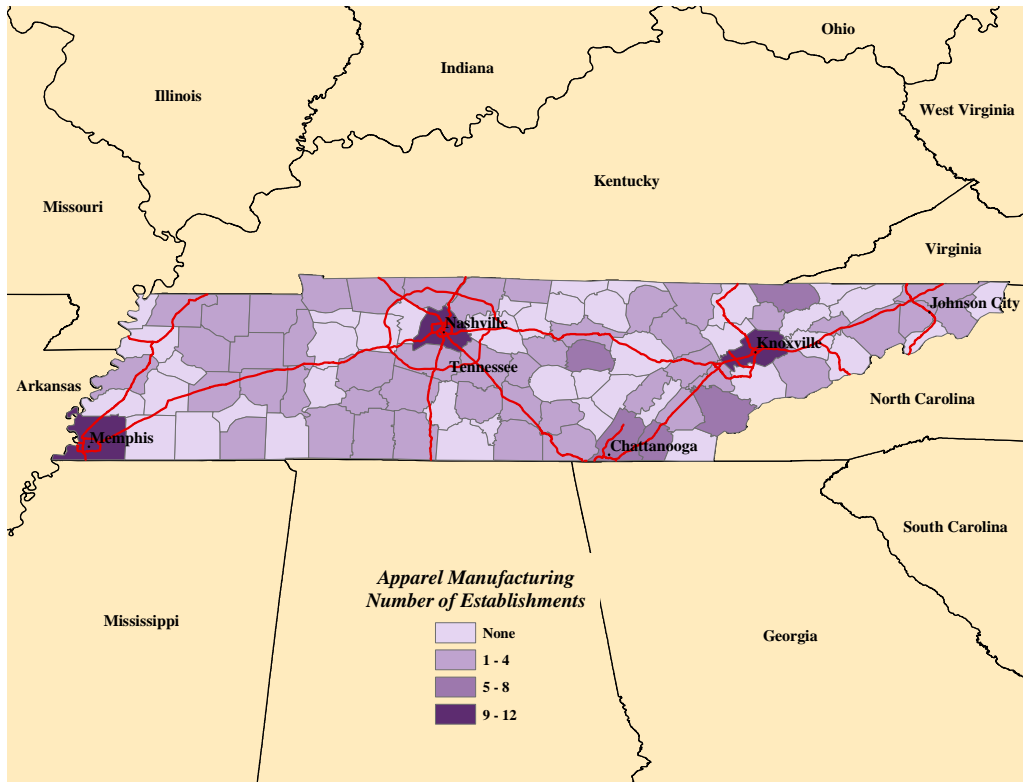 Ohio
Indiana
Illinois
West Virginia
Kentucky
Missouri
Virginia
Johnson City
Nashville
Knoxville
Tennessee
Arkansas
North Carolina
Memphis
Chattanooga
South Carolina
Apparel Manufacturing
Number of Establishments
Mississippi
Georgia
None
1 - 4
5 - 8
9 - 12